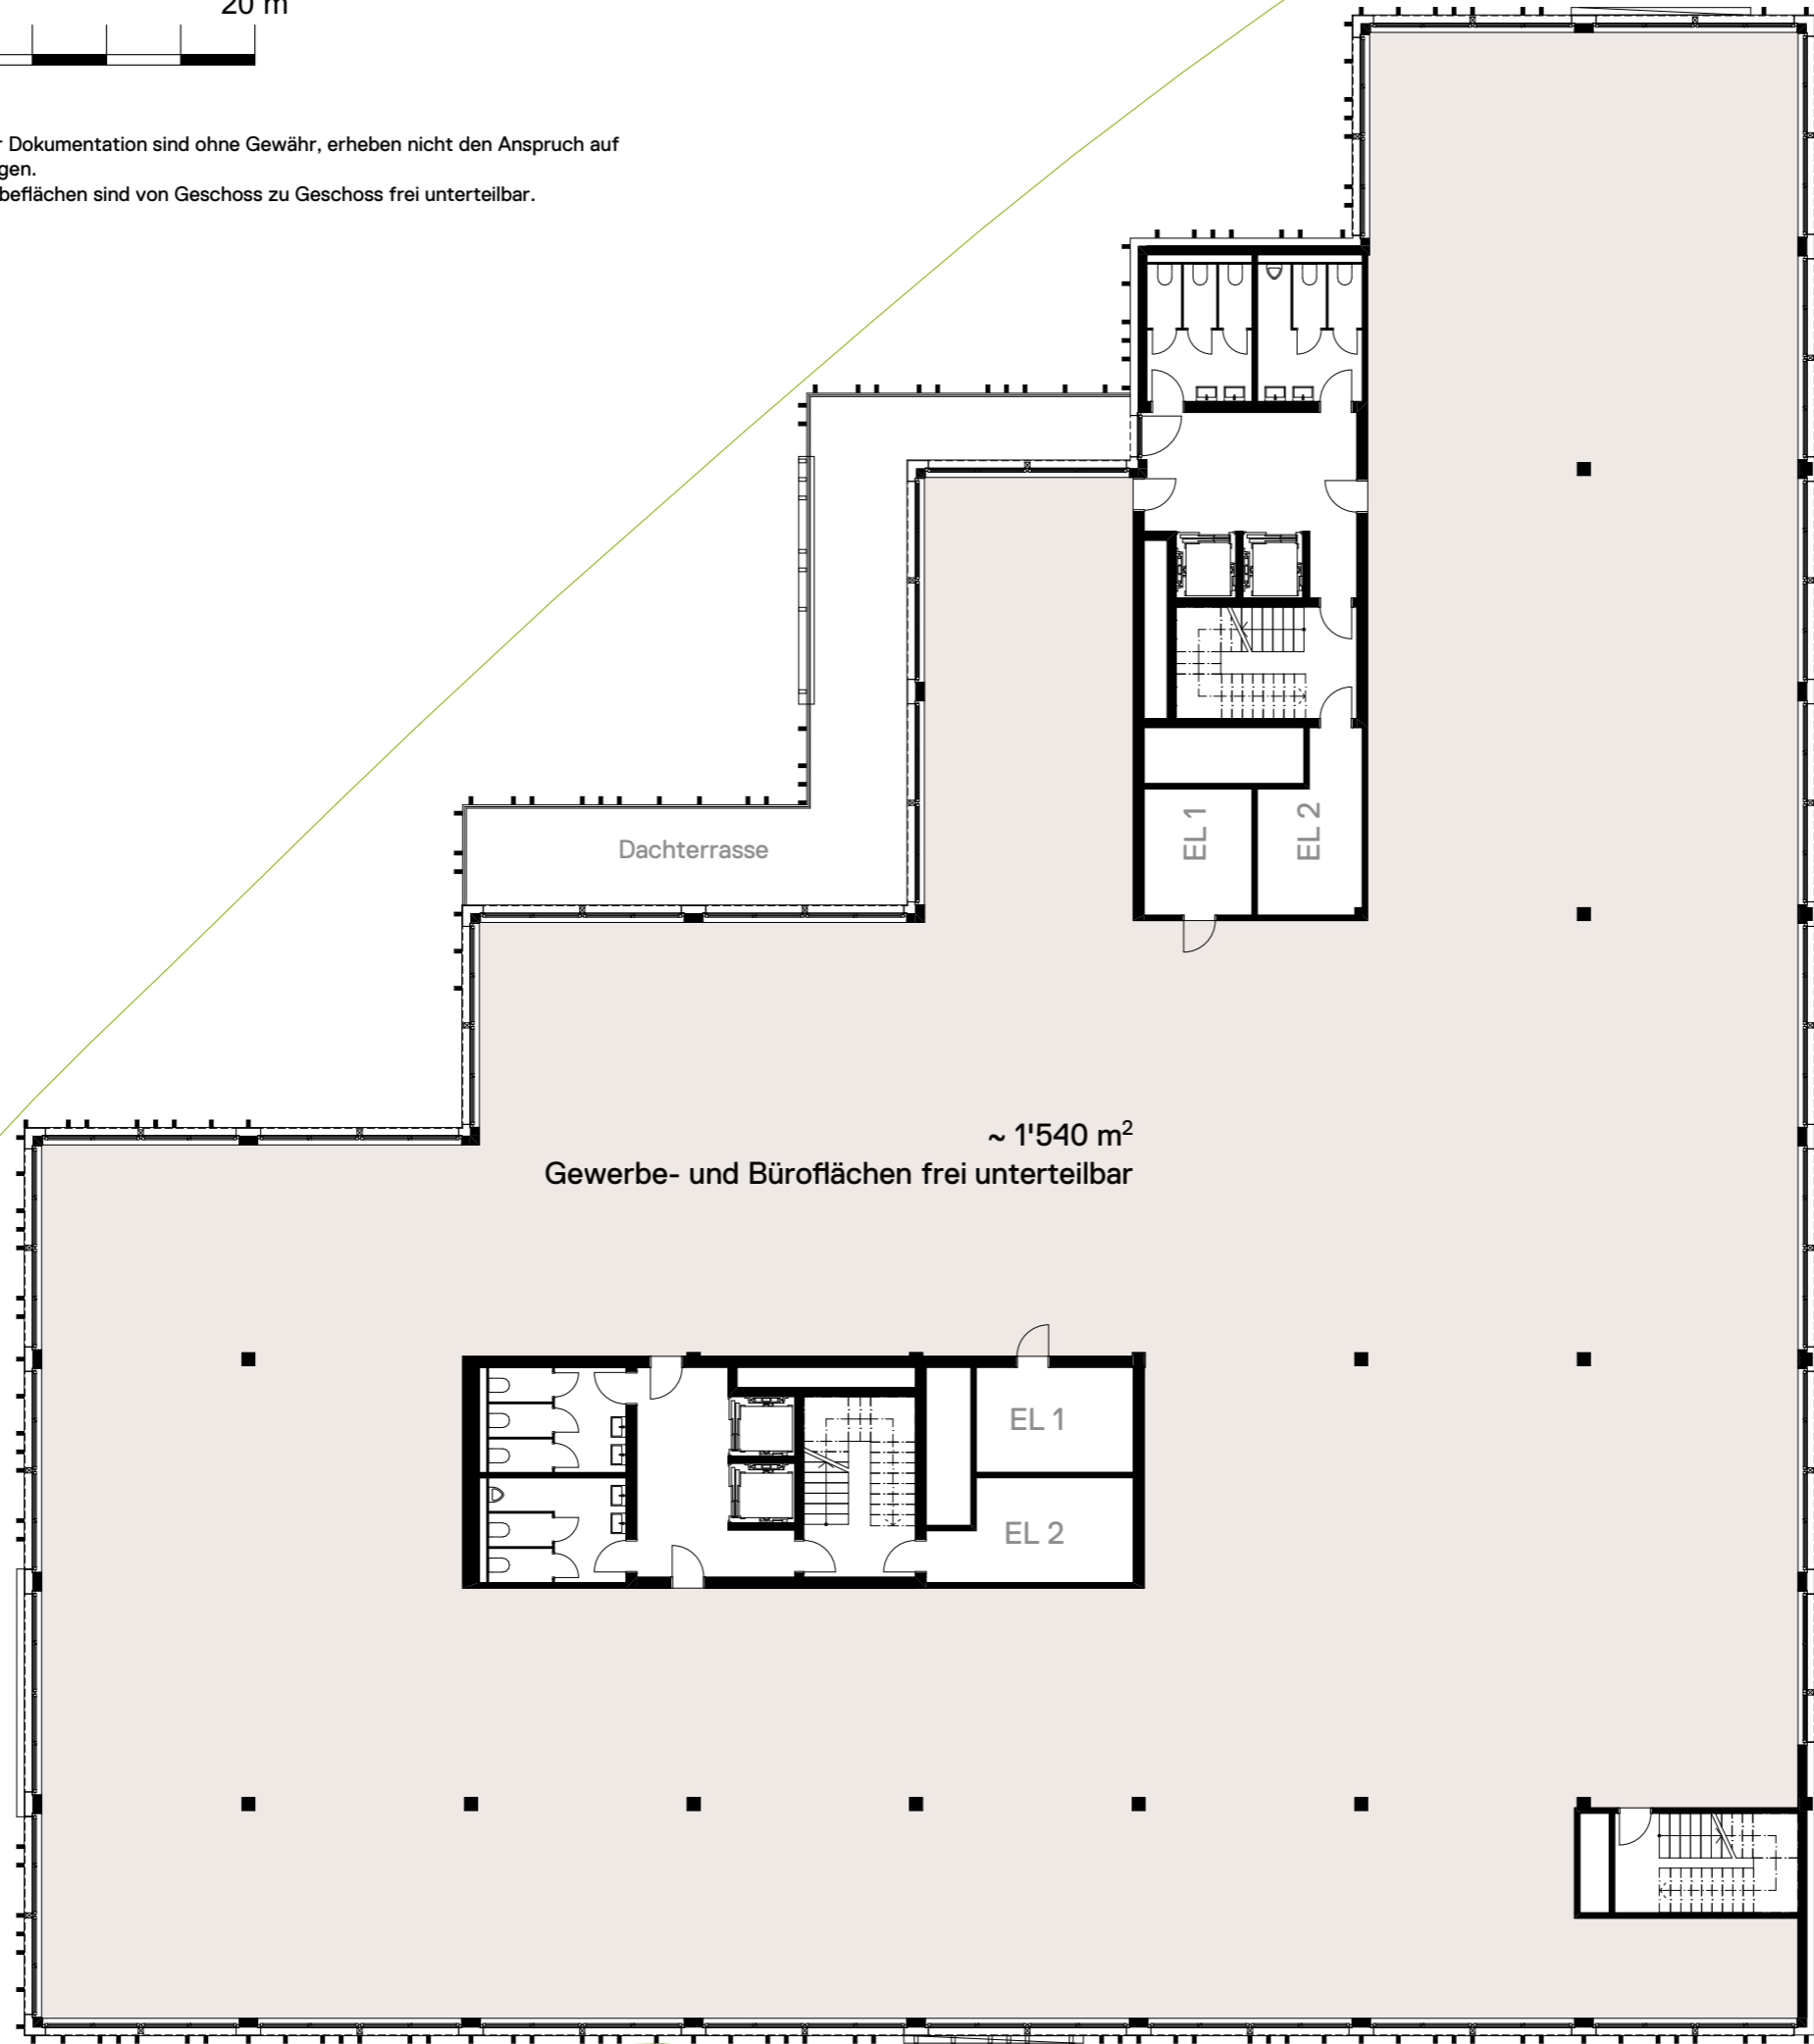 20 m
r Dokumentation sind ohne Gewähr, erheben nicht den Anspruch auf
gen.
beflächen sind von Geschoss zu Geschoss frei unterteilbar.
EL 1
EL 2
Dachterrasse
~ 1'540 m²
Gewerbe- und Büroflächen frei unterteilbar
EL 1
EL 2